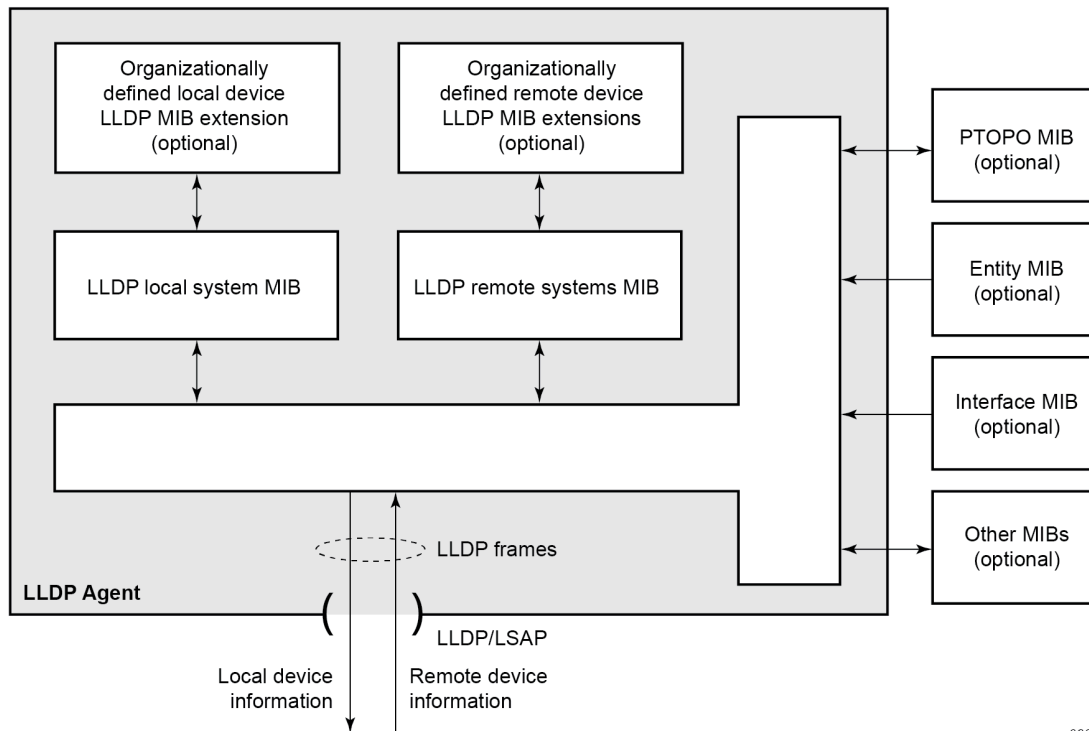 Organizationally
defined local device
LLDP MIB extension
(optional)
Organizationally
defined remote device
LLDP MIB extensions
(optional)
PTOPO MIB
(optional)
LLDP local system MIB
LLDP remote systems MIB
Entity MIB
(optional)
Interface MIB
(optional)
Other MIBs
(optional)
LLDP frames
LLDP Agent
LLDP/LSAP
Local device
information
Remote device
information